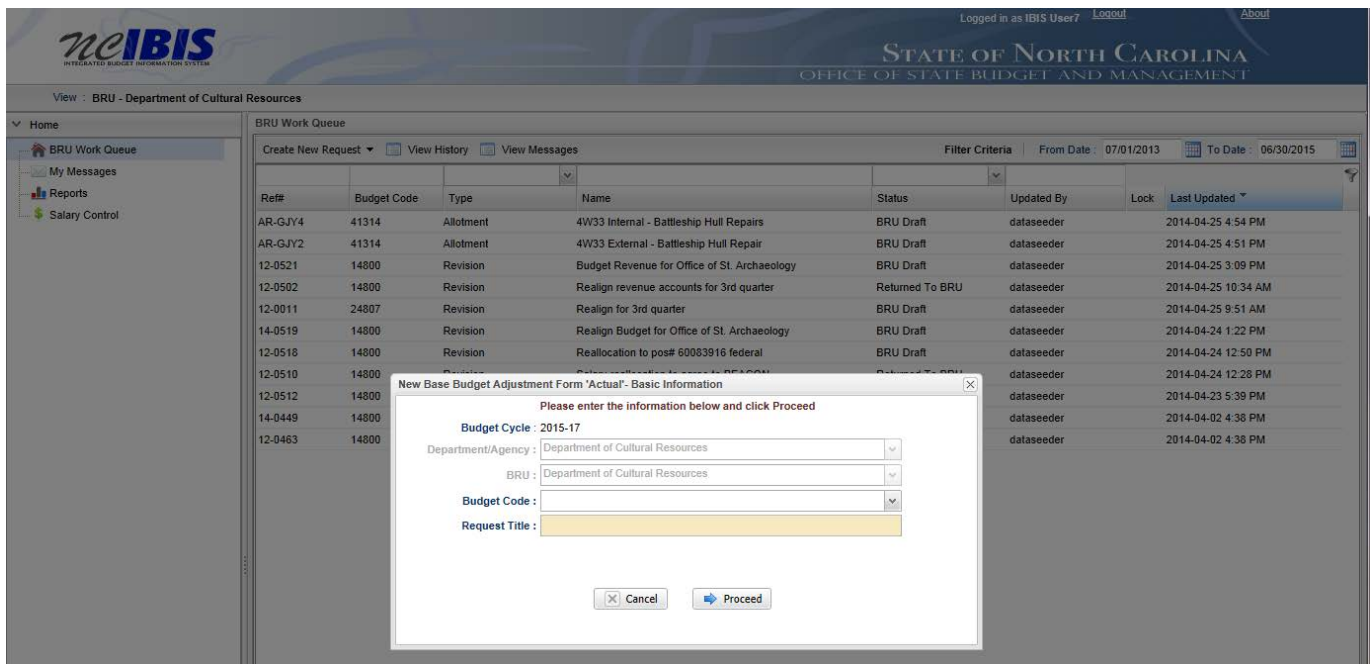 Logged in as IBIS User7 Logout About
ncIBIS
INTEGRATED BUDGET INFORMATION SYSTEM
STATE OF NORTH CAROLINA
OFFICE OF STATE BUDGET AND MANAGEMENT
View : BRU - Department of Cultural Resources
Home
BRU Work Queue
My Messages
Reports
Salary Control
BRU Work Queue
Create New Request View History View Messages Filter Criteria From Date : 07/01/2013 To Date : 06/30/2015
Ref# Budget Code Type Name Status Updated By Lock Last Updated
AR-GJY4 41314 Allotment 4W33 Internal - Battleship Hull Repairs BRU Draft dataseeder 2014-04-25 4:54 PM
AR-GJY2 41314 Allotment 4W33 External - Battleship Hull Repair BRU Draft dataseeder 2014-04-25 4:51 PM
12-0521 14800 Revision Budget Revenue for Office of St. Archaeology BRU Draft dataseeder 2014-04-25 3:09 PM
12-0502 14800 Revision Realign revenue accounts for 3rd quarter Returned To BRU dataseeder 2014-04-25 10:34 AM
12-0011 24807 Revision Realign for 3rd quarter BRU Draft dataseeder 2014-04-25 9:51 AM
14-0519 14800 Revision Realign Budget for Office of St. Archaeology BRU Draft dataseeder 2014-04-24 1:22 PM
12-0518 14800 Revision Reallocation to pos# 60083916 federal BRU Draft dataseeder 2014-04-24 12:50 PM
12-0510 14800 Revision Salary reallocation to agree to BEACON Returned To BRU dataseeder 2014-04-24 12:28 PM
12-0512 14800 dataseeder 2014-04-23 5:39 PM
14-0449 14800 dataseeder 2014-04-02 4:38 PM
12-0463 14800 dataseeder 2014-04-02 4:38 PM
New Base Budget Adjustment Form 'Actual'- Basic Information
Please enter the information below and click Proceed
Budget Cycle : 2015-17
Department/Agency : Department of Cultural Resources
BRU : Department of Cultural Resources
Budget Code :
Request Title :
Cancel Proceed